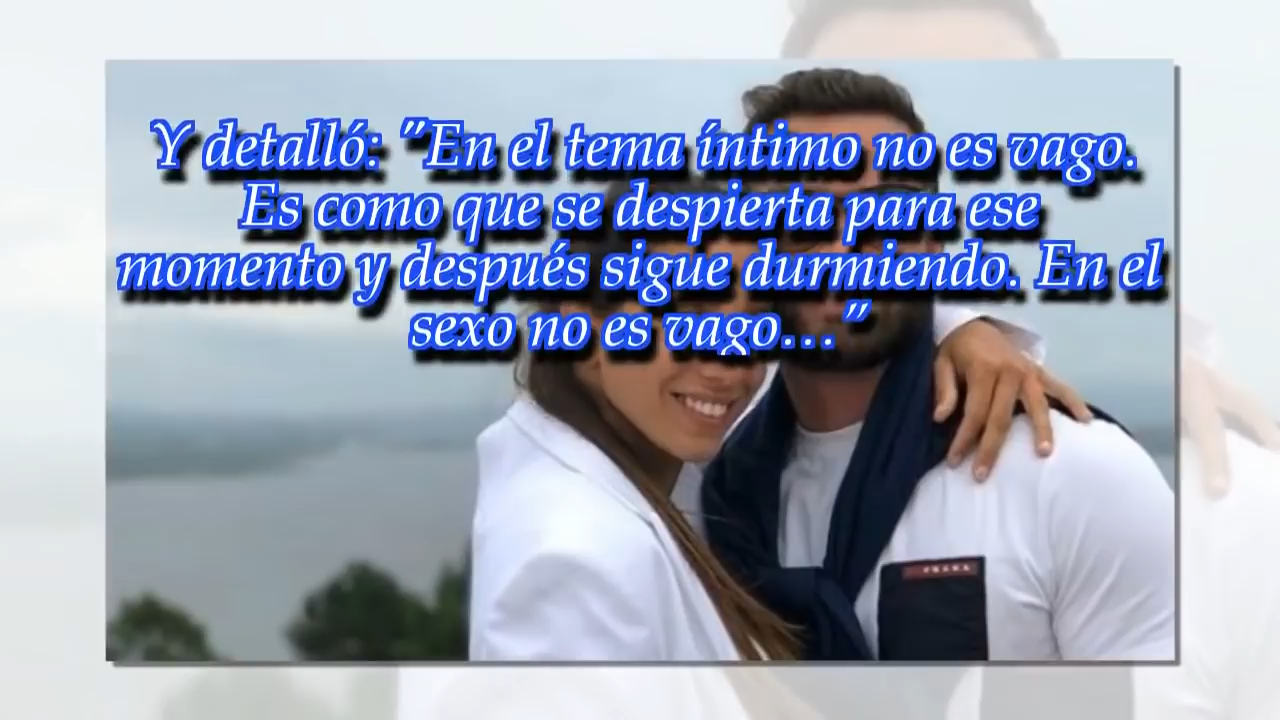 Y detalló: "En el tema íntimo no es vago.
Es como que se despierta para ese
momento y después sigue durmiendo. En el
sexo no es vago..."
PRADA